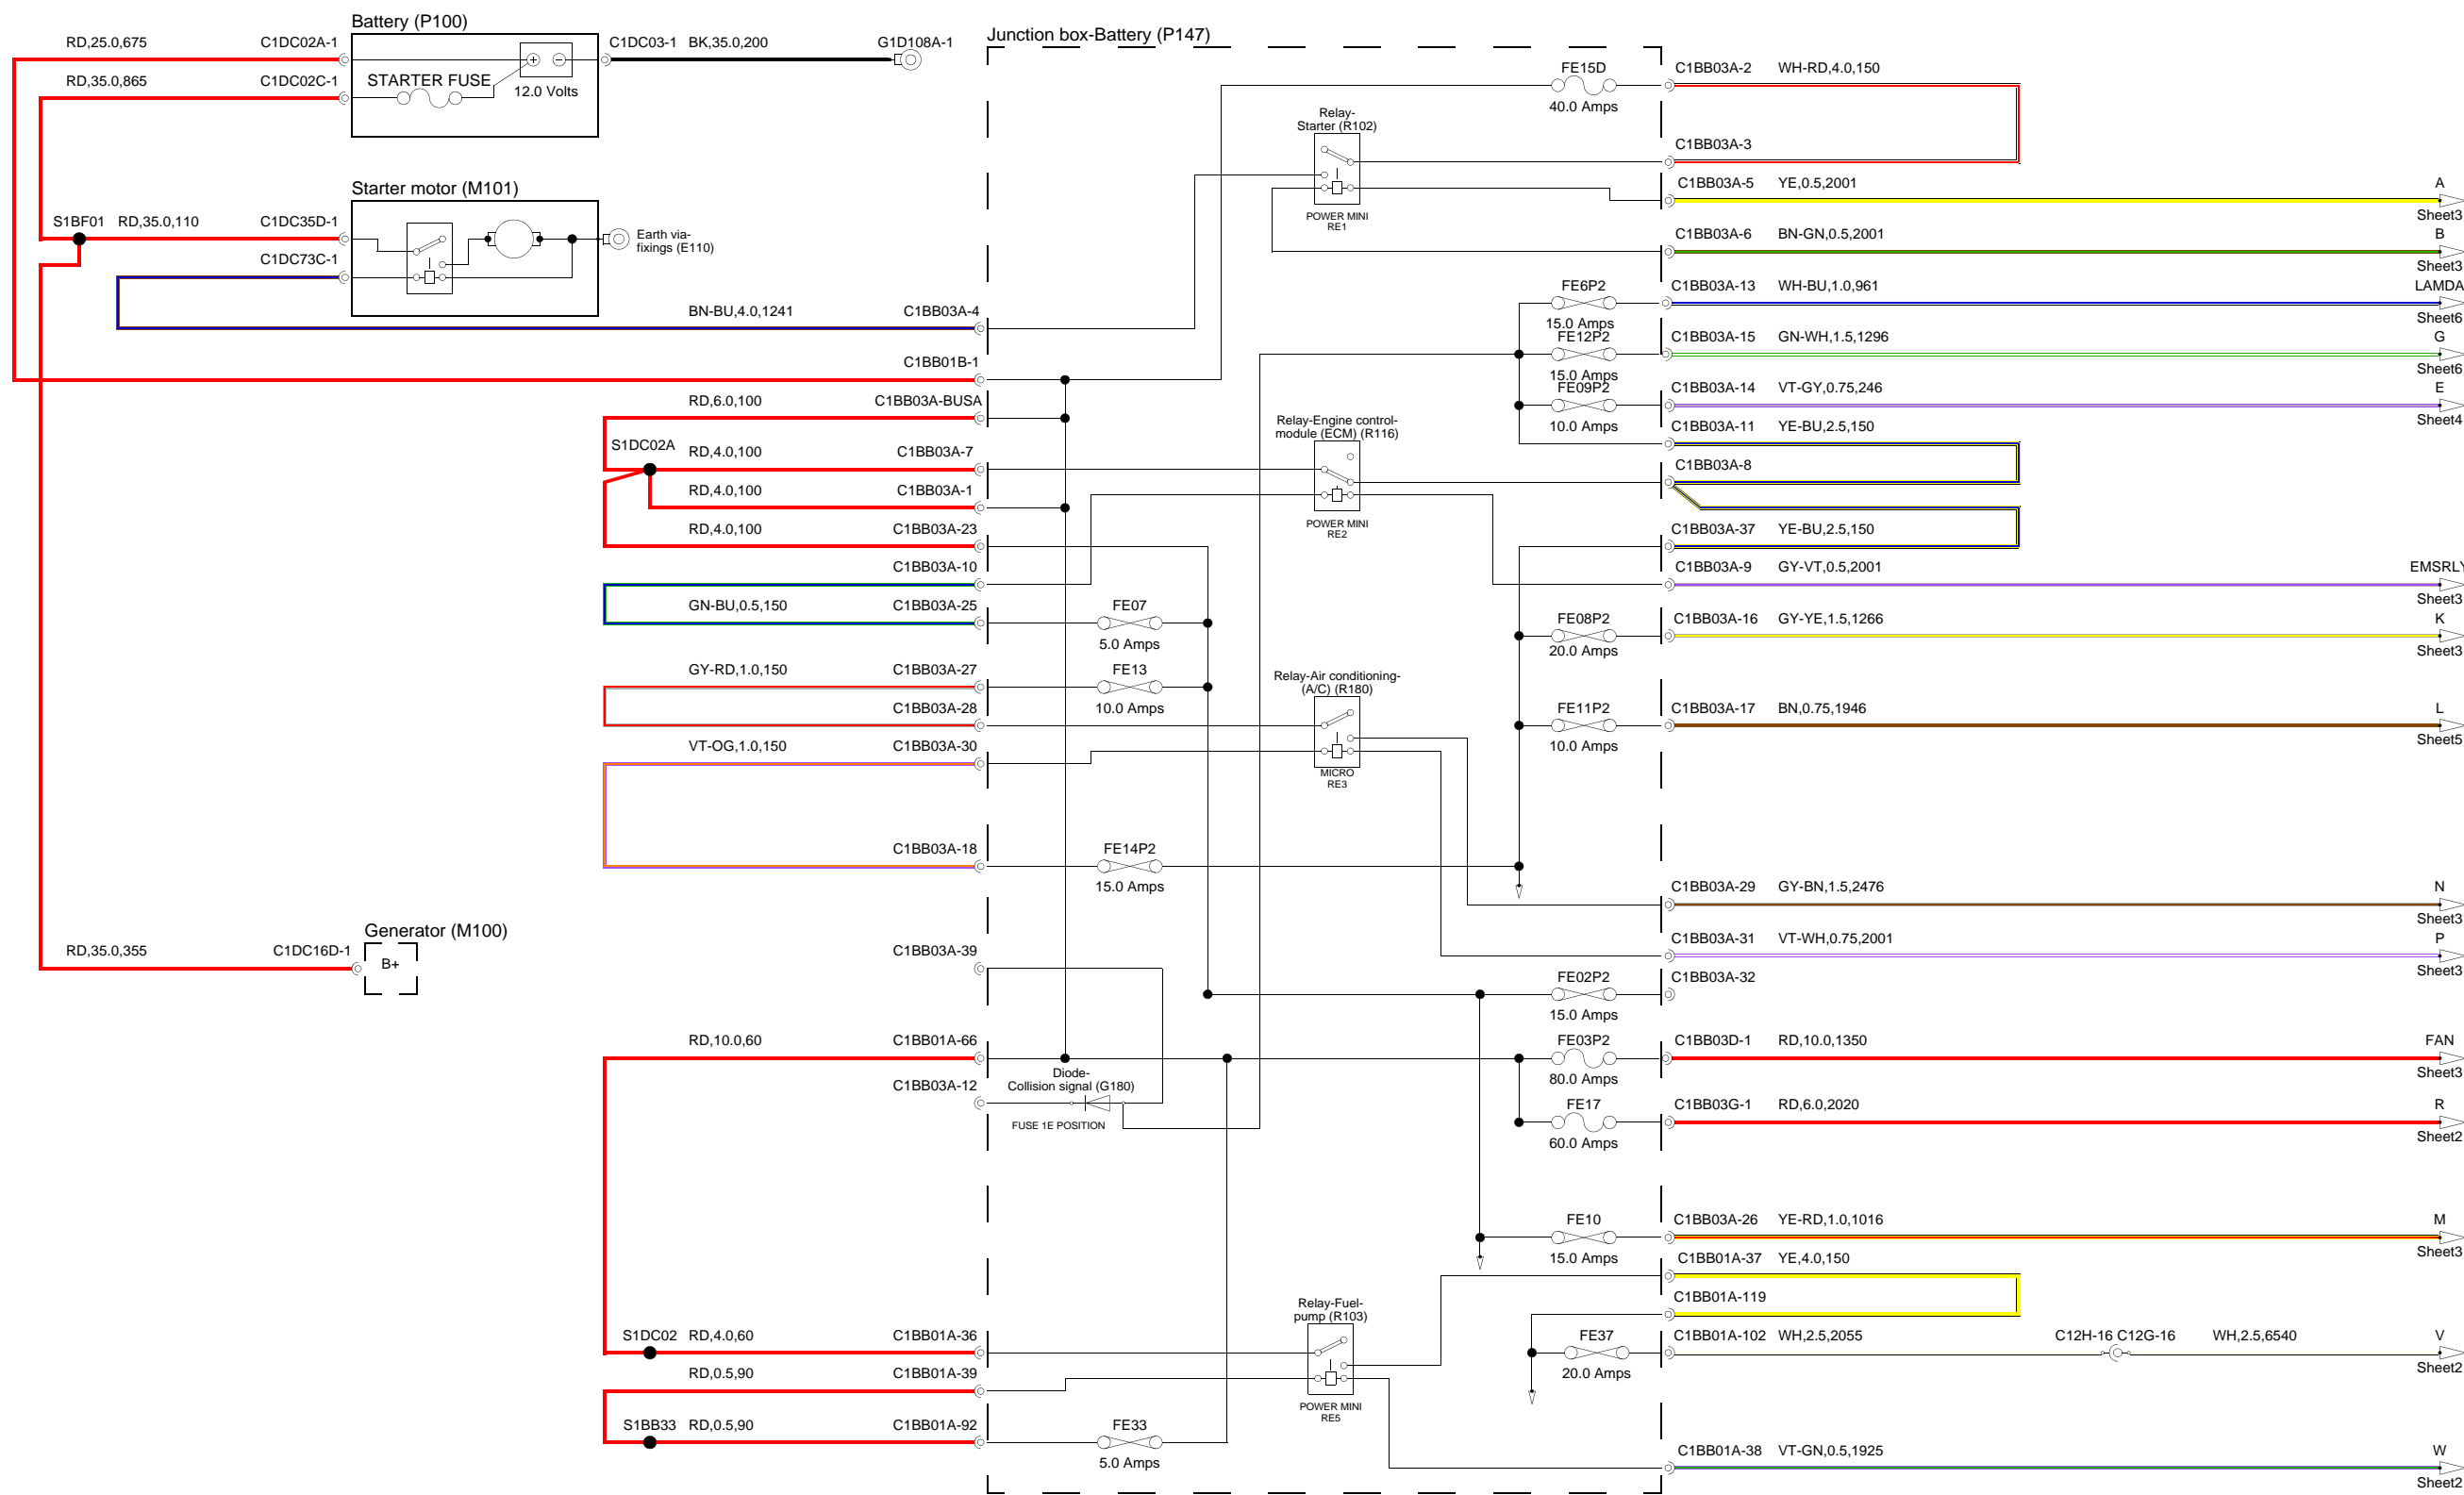 Battery (P100)
RD,25.0,675 C1DC02A-1
C1DC03-1 BK,35.0,200 G1D108A-1
RD,35.0,865 C1DC02C-1
STARTER FUSE
12.0 Volts
Starter motor (M101)
S1BF01 RD,35.0,110 C1DC35D-1
C1DC73C-1
Earth via-
fixings (E110)
BN-BU,4.0,1241 C1BB03A-4
C1BB01B-1
RD,6.0,100 C1BB03A-BUSA
S1DC02A
RD,4.0,100 C1BB03A-7
RD,4.0,100 C1BB03A-1
RD,4.0,100 C1BB03A-23
C1BB03A-10
GN-BU,0.5,150 C1BB03A-25
GY-RD,1.0,150 C1BB03A-27
C1BB03A-28
VT-OG,1.0,150 C1BB03A-30
C1BB03A-18
Generator (M100)
RD,35.0,355 C1DC16D-1
B+
C1BB03A-39
RD,10.0,60 C1BB01A-66
C1BB03A-12
S1DC02 RD,4.0,60 C1BB01A-36
RD,0.5,90 C1BB01A-39
S1BB33 RD,0.5,90 C1BB01A-92
Junction box-Battery (P147)
Relay-
Starter (R102)
POWER MINI
RE1
Relay-Engine control-
module (ECM) (R116)
POWER MINI
RE2
FE07
5.0 Amps
FE13
10.0 Amps
Relay-Air conditioning-
(A/C) (R180)
MICRO
RE3
FE14P2
15.0 Amps
Diode-
Collision signal (G180)
FUSE 1E POSITION
Relay-Fuel-
pump (R103)
POWER MINI
RE5
FE33
5.0 Amps
FE15D
40.0 Amps
FE6P2
15.0 Amps
FE12P2
15.0 Amps
FE09P2
10.0 Amps
FE08P2
20.0 Amps
FE11P2
10.0 Amps
FE02P2
15.0 Amps
FE03P2
80.0 Amps
FE17
60.0 Amps
FE10
15.0 Amps
FE37
20.0 Amps
C1BB03A-2 WH-RD,4.0,150
C1BB03A-3
C1BB03A-5 YE,0.5,2001 A
Sheet3
C1BB03A-6 BN-GN,0.5,2001 B
Sheet3
C1BB03A-13 WH-BU,1.0,961 LAMDA
Sheet6
C1BB03A-15 GN-WH,1.5,1296 G
Sheet6
C1BB03A-14 VT-GY,0.75,246 E
Sheet4
C1BB03A-11 YE-BU,2.5,150
C1BB03A-8
C1BB03A-37 YE-BU,2.5,150
C1BB03A-9 GY-VT,0.5,2001 EMSRLY
Sheet3
C1BB03A-16 GY-YE,1.5,1266 K
Sheet3
C1BB03A-17 BN,0.75,1946 L
Sheet5
C1BB03A-29 GY-BN,1.5,2476 N
Sheet3
C1BB03A-31 VT-WH,0.75,2001 P
Sheet3
C1BB03A-32
C1BB03D-1 RD,10.0,1350 FAN
Sheet3
C1BB03G-1 RD,6.0,2020 R
Sheet2
C1BB03A-26 YE-RD,1.0,1016 M
Sheet3
C1BB01A-37 YE,4.0,150
C1BB01A-119
C1BB01A-102 WH,2.5,2055 C12H-16 C12G-16 WH,2.5,6540 V
Sheet2
C1BB01A-38 VT-GN,0.5,1925 W
Sheet2